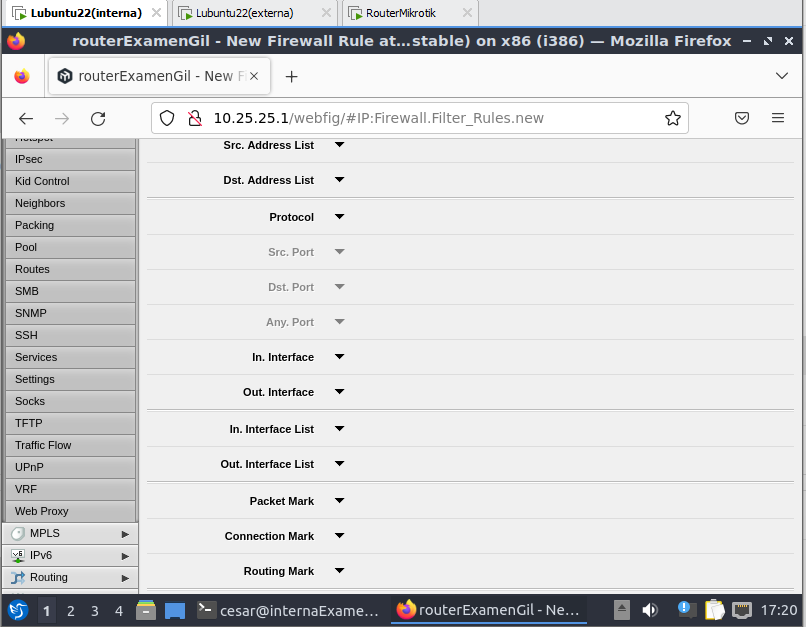 Lubuntu22(interna)
Lubuntu22(externa)
RouterMikrotik
routerExamenGil - New Firewall Rule at…stable) on x86 (i386) — Mozilla Firefox
routerExamenGil - New Fi
10.25.25.1/webfig/#IP:Firewall.Filter_Rules.new
Hotspot
IPsec
Kid Control
Neighbors
Packing
Pool
Routes
SMB
SNMP
SSH
Services
Settings
Socks
TFTP
Traffic Flow
UPnP
VRF
Web Proxy
MPLS
IPv6
Routing
Src. Address List
Dst. Address List
Protocol
Src. Port
Dst. Port
Any. Port
In. Interface
Out. Interface
In. Interface List
Out. Interface List
Packet Mark
Connection Mark
Routing Mark
1 2 3 4
cesar@internaExame…
routerExamenGil - Ne…
17:20